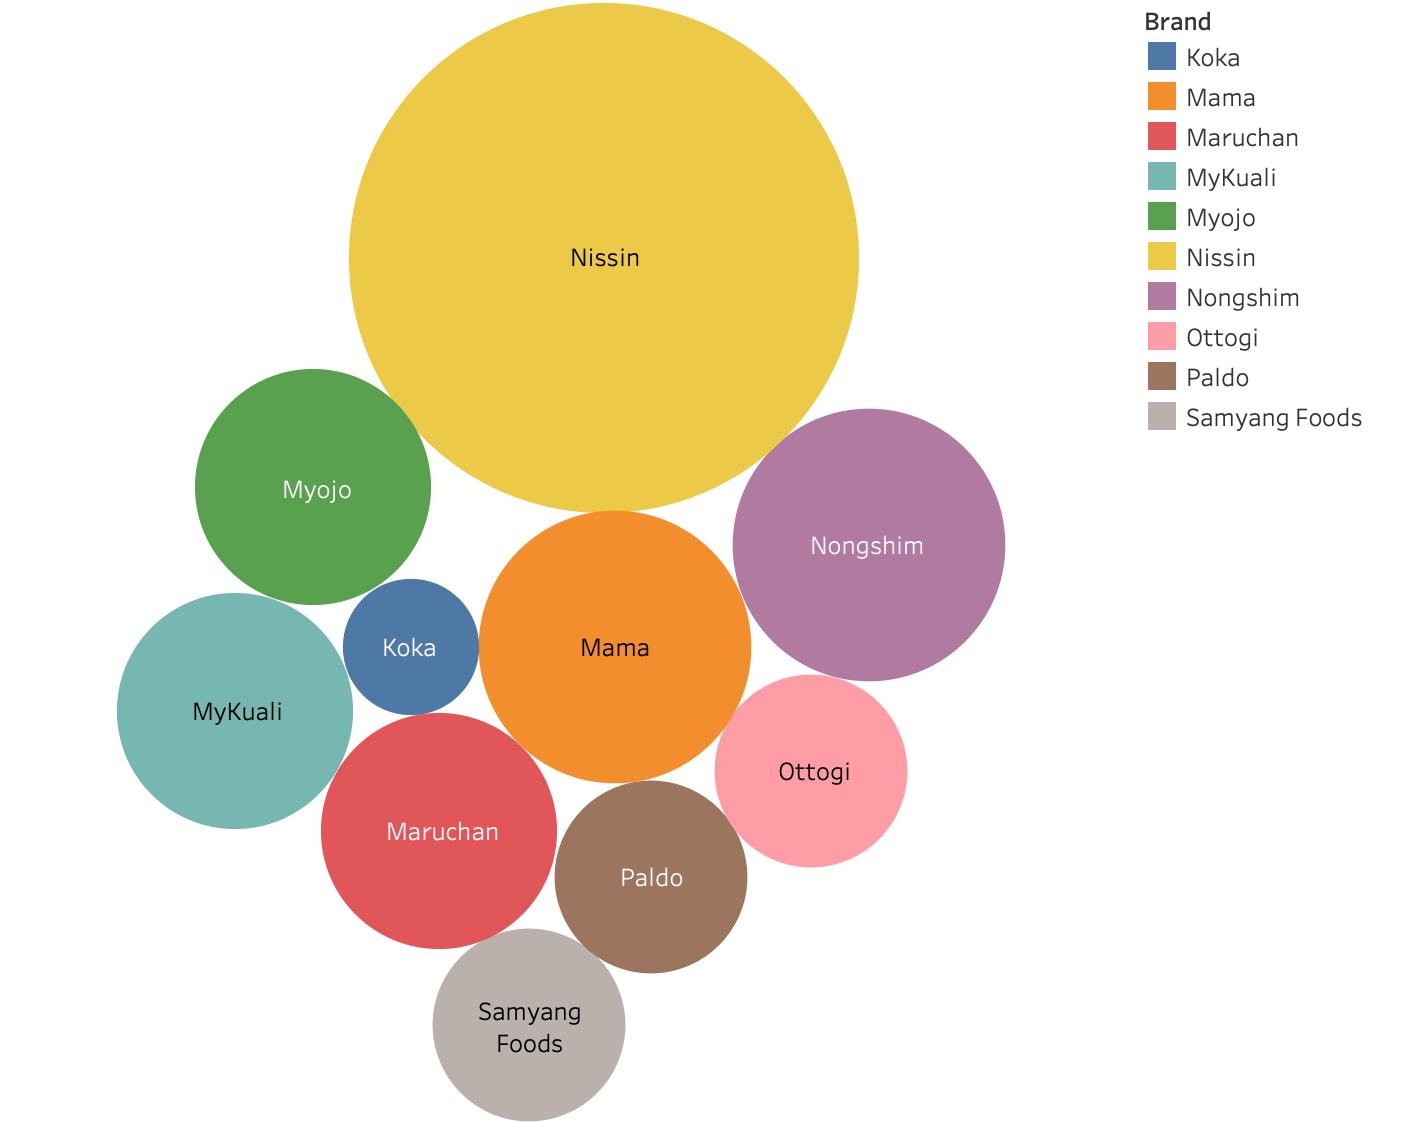 Nissin
Myojo
Nongshim
Koka
Mama
MyKuali
Ottogi
Maruchan
Paldo
Samyang
Foods
Brand
Koka
Mama
Maruchan
MyKuali
Myojo
Nissin
Nongshim
Ottogi
Paldo
Samyang Foods